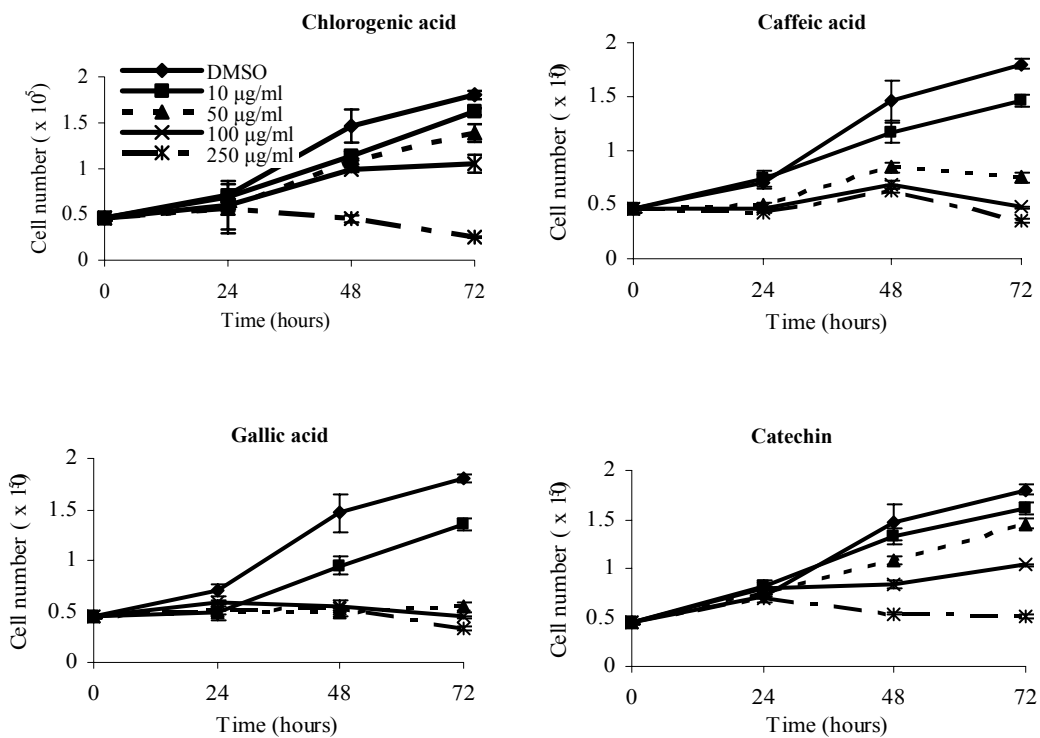 Chlorogenic acid
Cell number ( x 10⁵)
2
1.5
1
0.5
0
DMSO
10 µg/ml
50 µg/ml
100 µg/ml
250 µg/ml
0 24 48 72
Time (hours)
Caffeic acid
Cell number ( x 10)
2
1.5
1
0.5
0
0 24 48 72
Time (hours)
Gallic acid
Cell number ( x 10)
2
1.5
1
0.5
0
0 24 48 72
Time (hours)
Catechin
Cell number ( x 10)
2
1.5
1
0.5
0
0 24 48 72
Time (hours)